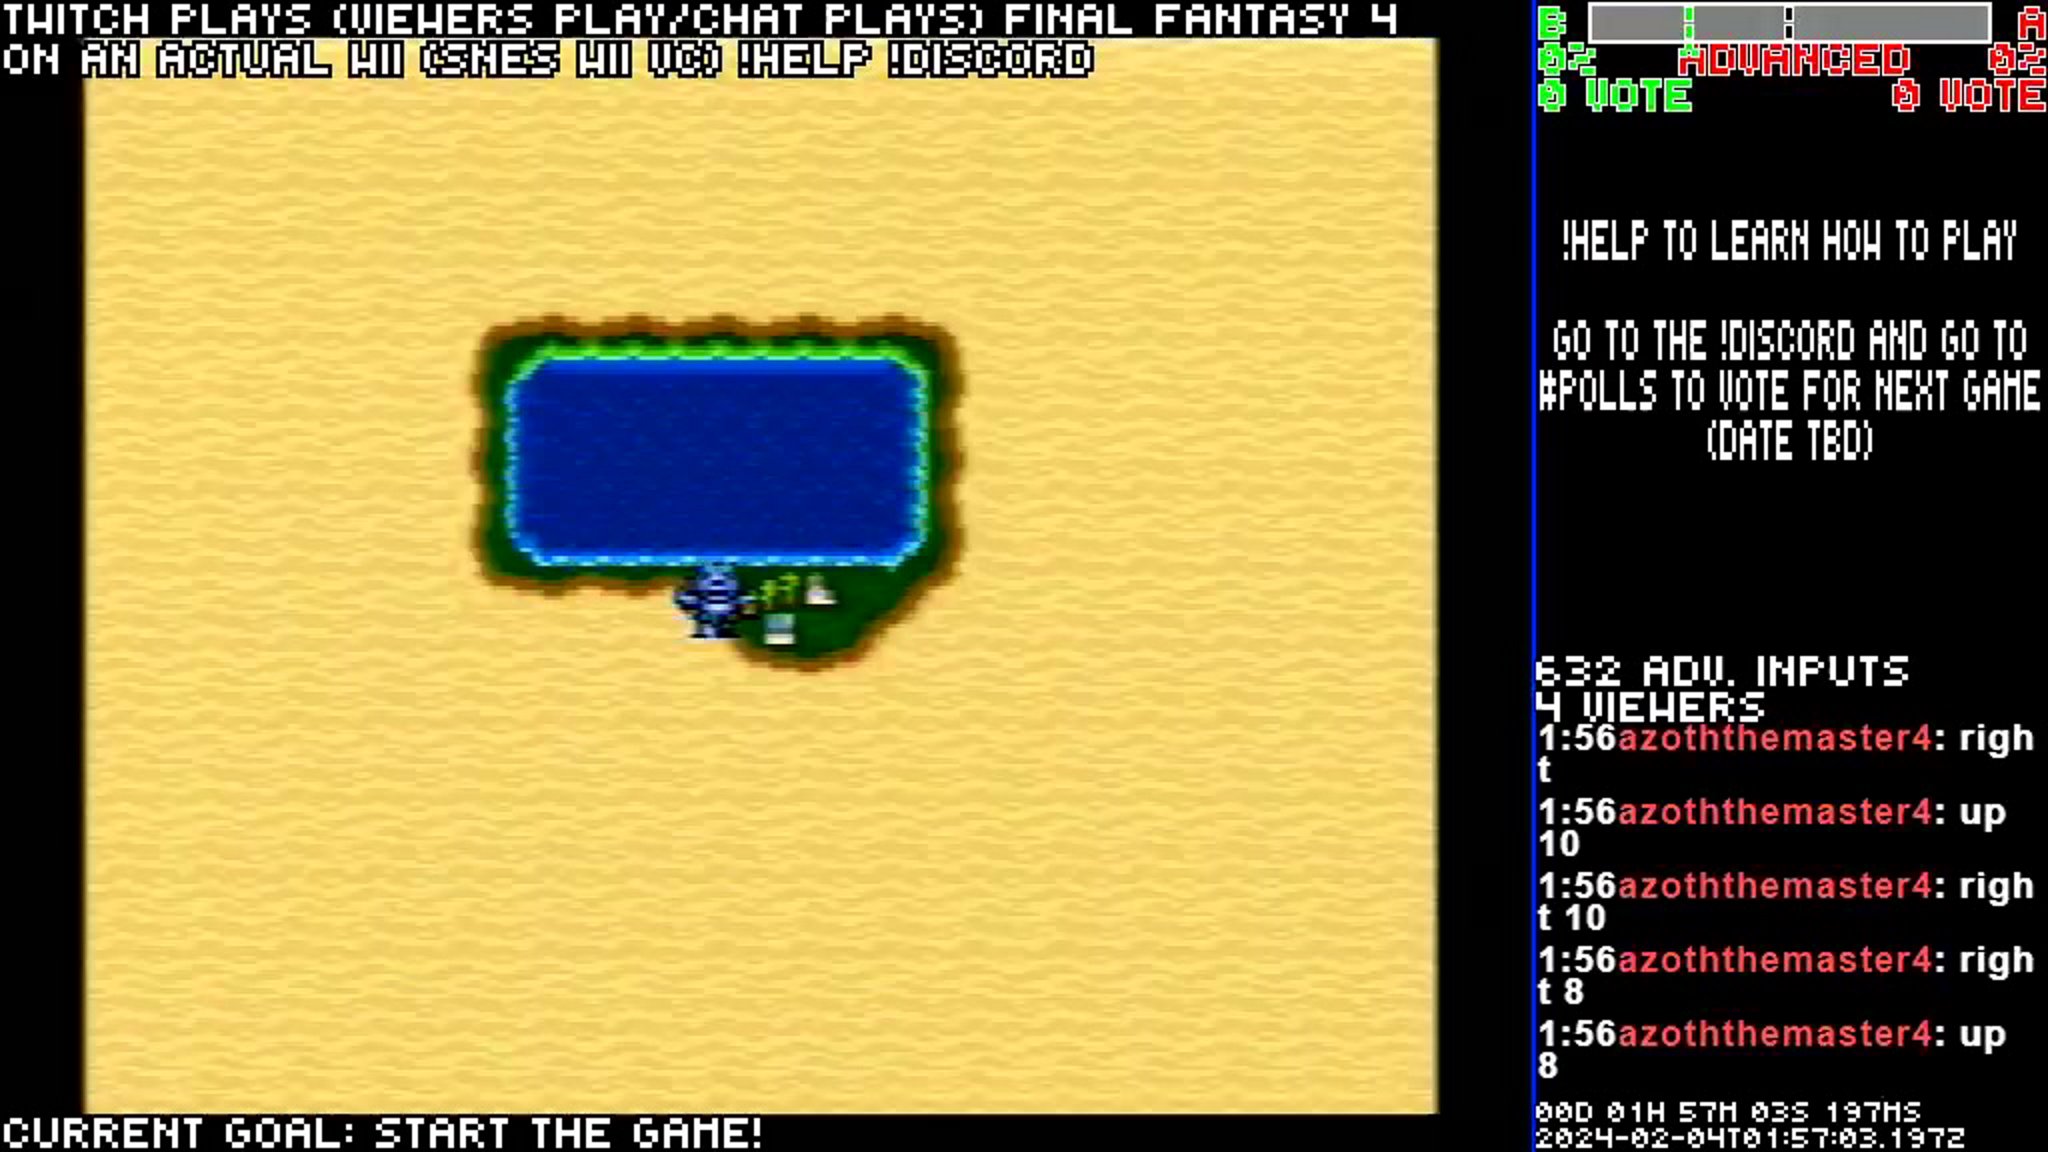 TWITCH PLAYS (VIEWERS PLAY/CHAT PLAYS) FINAL FANTASY 4
ON AN ACTUAL WII (SNES WII VC) !HELP !DISCORD
B A
0% ADVANCED 0%
0 VOTE 0 VOTE
!HELP TO LEARN HOW TO PLAY
GO TO THE !DISCORD AND GO TO
#POLLS TO VOTE FOR NEXT GAME
(DATE TBD)
632 ADV. INPUTS
4 VIEWERS
1:56azoththemaster4: righ
t
1:56azoththemaster4: up
10
1:56azoththemaster4: righ
t 10
1:56azoththemaster4: righ
t 8
1:56azoththemaster4: up
8
00D 01H 57M 03S 197MS
2024-02-04T01:57:03.197Z
CURRENT GOAL: START THE GAME!